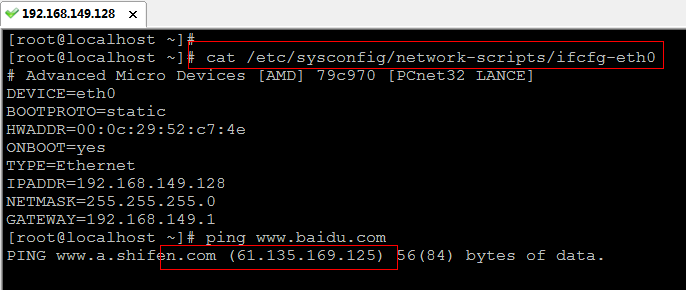 192.168.149.128
[root@localhost ~]#
[root@localhost ~]# cat /etc/sysconfig/network-scripts/ifcfg-eth0
# Advanced Micro Devices [AMD] 79c970 [PCnet32 LANCE]
DEVICE=eth0
BOOTPROTO=static
HWADDR=00:0c:29:52:c7:4e
ONBOOT=yes
TYPE=Ethernet
IPADDR=192.168.149.128
NETMASK=255.255.255.0
GATEWAY=192.168.149.1
[root@localhost ~]# ping www.baidu.com
PING www.a.shifen.com (61.135.169.125) 56(84) bytes of data.